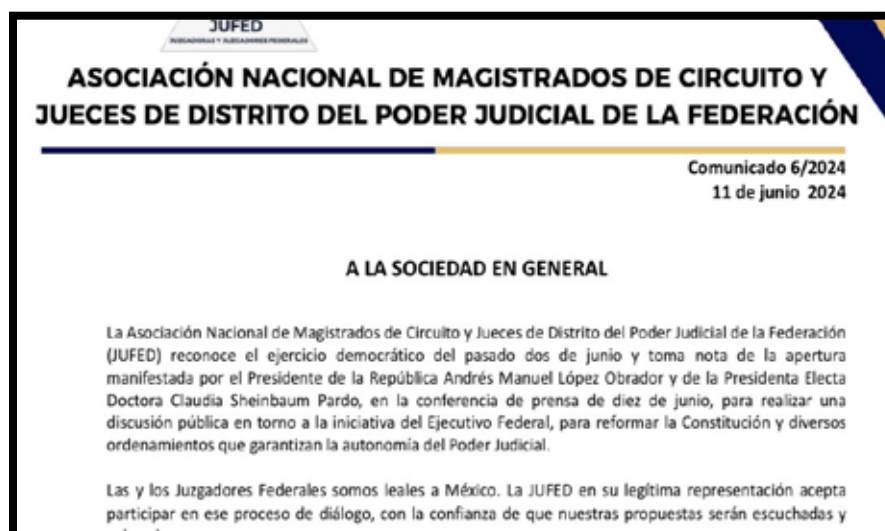 JUFED
JUZGADORAS Y JUZGADORES FEDERALES
ASOCIACIÓN NACIONAL DE MAGISTRADOS DE CIRCUITO Y
JUECES DE DISTRITO DEL PODER JUDICIAL DE LA FEDERACIÓN
Comunicado 6/2024
11 de junio 2024
A LA SOCIEDAD EN GENERAL
La Asociación Nacional de Magistrados de Circuito y Jueces de Distrito del Poder Judicial de la Federación
(JUFED) reconoce el ejercicio democrático del pasado dos de junio y toma nota de la apertura
manifestada por el Presidente de la República Andrés Manuel López Obrador y de la Presidenta Electa
Doctora Claudia Sheinbaum Pardo, en la conferencia de prensa de diez de junio, para realizar una
discusión pública en torno a la iniciativa del Ejecutivo Federal, para reformar la Constitución y diversos
ordenamientos que garantizan la autonomía del Poder Judicial.
Las y los Juzgadores Federales somos leales a México. La JUFED en su legítima representación acepta
participar en ese proceso de diálogo, con la confianza de que nuestras propuestas serán escuchadas y